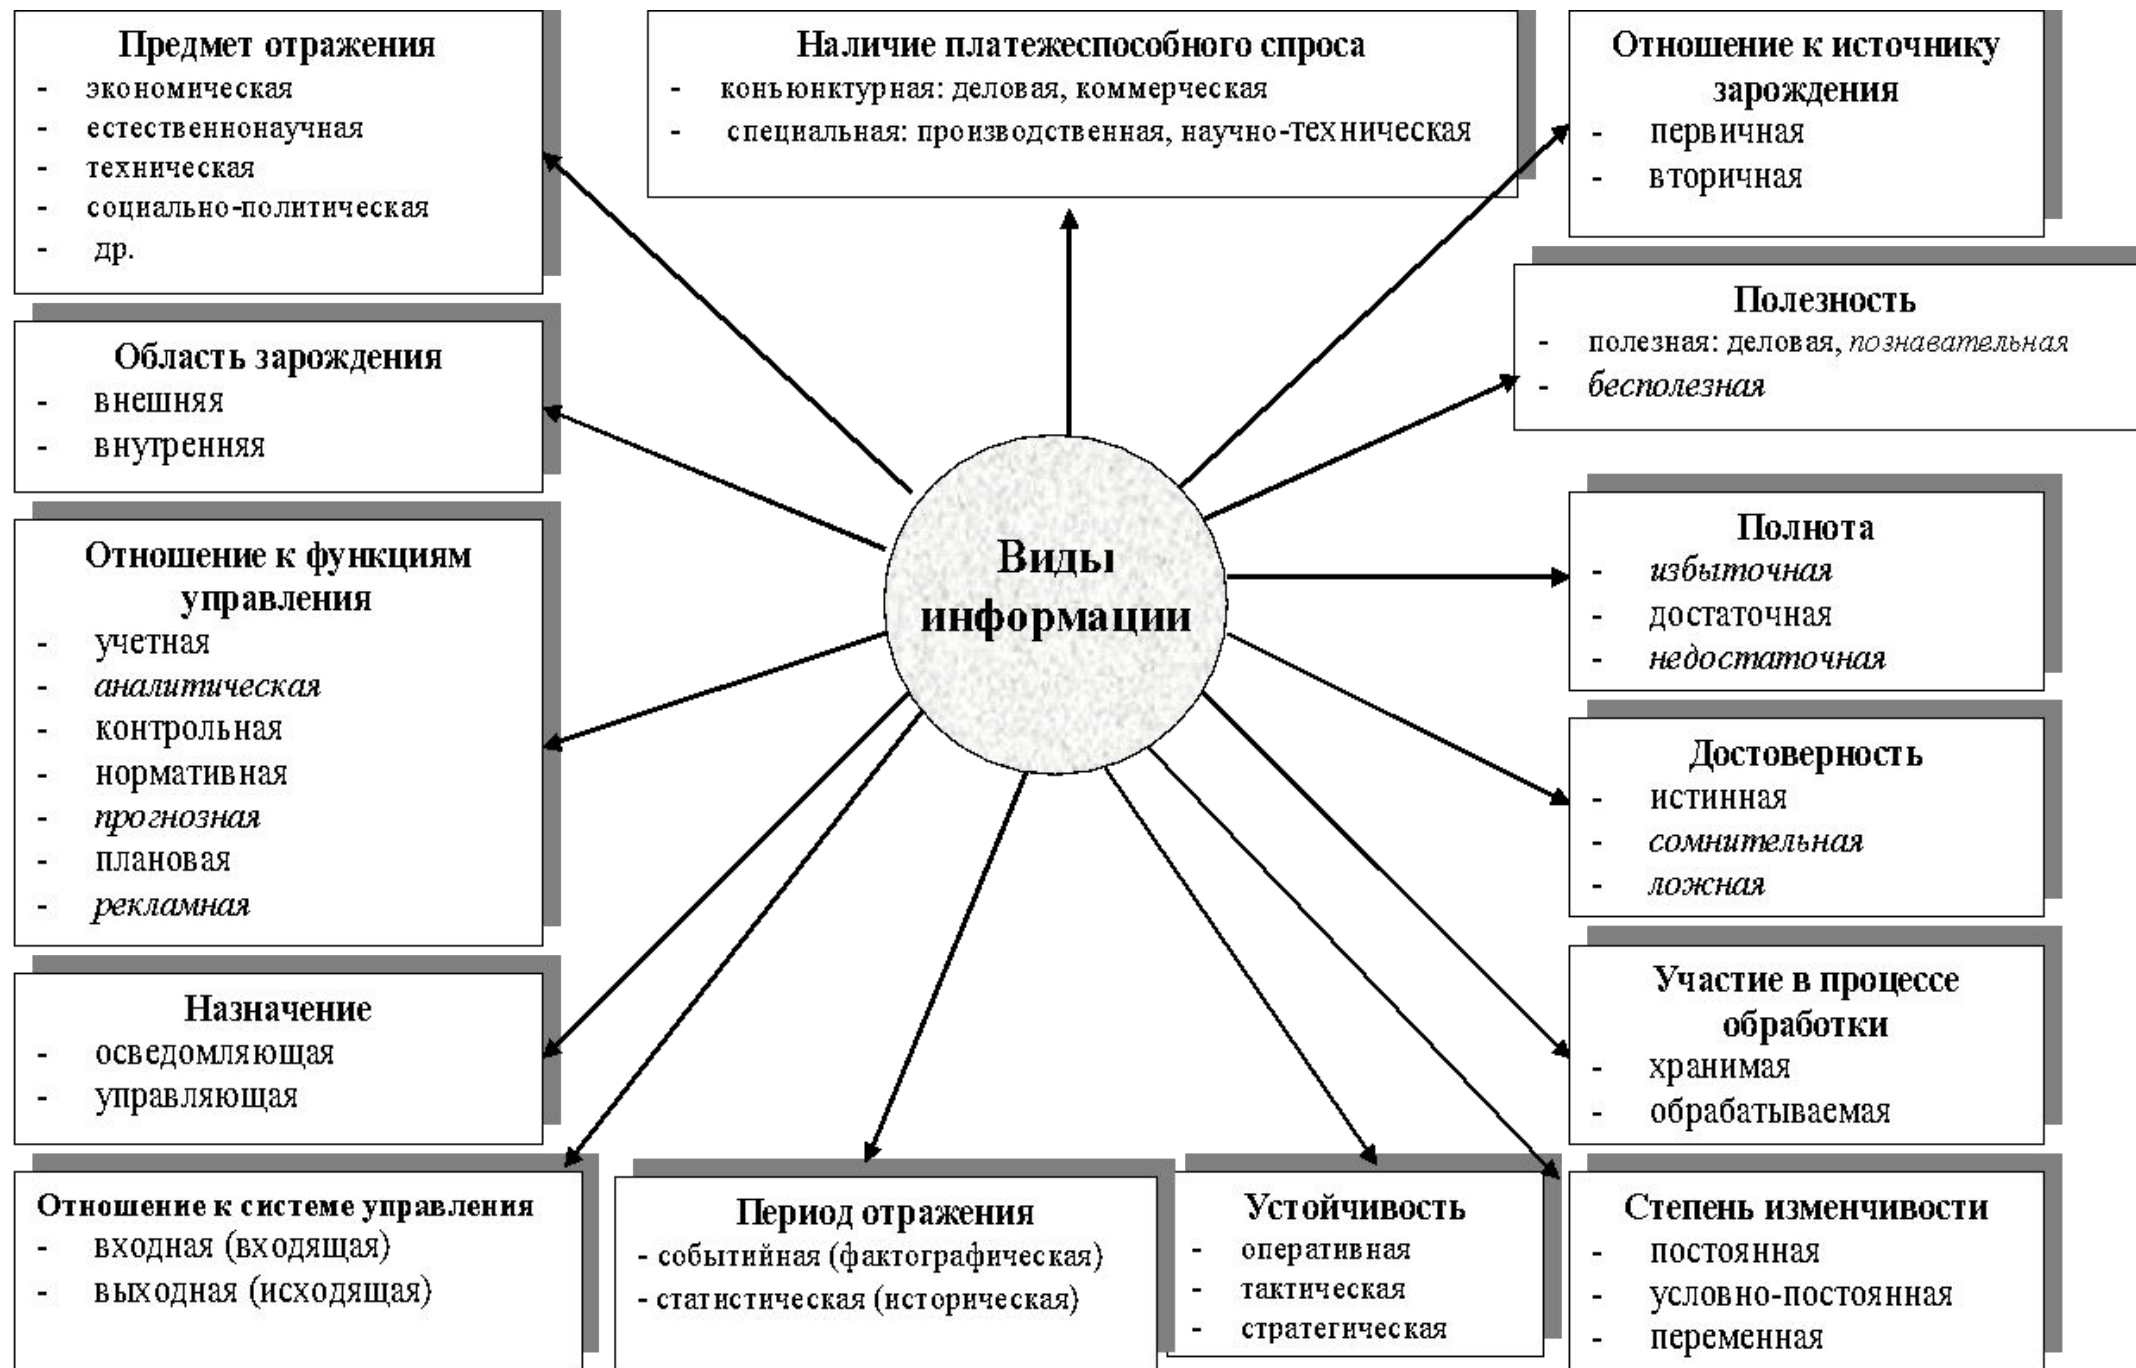 Предмет отражения
- экономическая
- естественнонаучная
- техническая
- социально-политическая
- др.
Наличие платежеспособного спроса
- коньюнктурная: деловая, коммерческая
- специальная: производственная, научно-техническая
Отношение к источнику
зарождения
- первичная
- вторичная
Полезность
- полезная: деловая, познавательная
- бесполезная
Область зарождения
- внешняя
- внутренняя
Отношение к функциям
управления
- учетная
- аналитическая
- контрольная
- нормативная
- прогнозная
- плановая
- рекламная
Виды
информации
Полнота
- избыточная
- достаточная
- недостаточная
Достоверность
- истинная
- сомнительная
- ложная
Назначение
- осведомляющая
- управляющая
Участие в процессе
обработки
- хранимая
- обрабатываемая
Отношение к системе управления
- входная (входящая)
- выходная (исходящая)
Период отражения
- событийная (фактографическая)
- статистическая (историческая)
Устойчивость
- оперативная
- тактическая
- стратегическая
Степень изменчивости
- постоянная
- условно-постоянная
- переменная